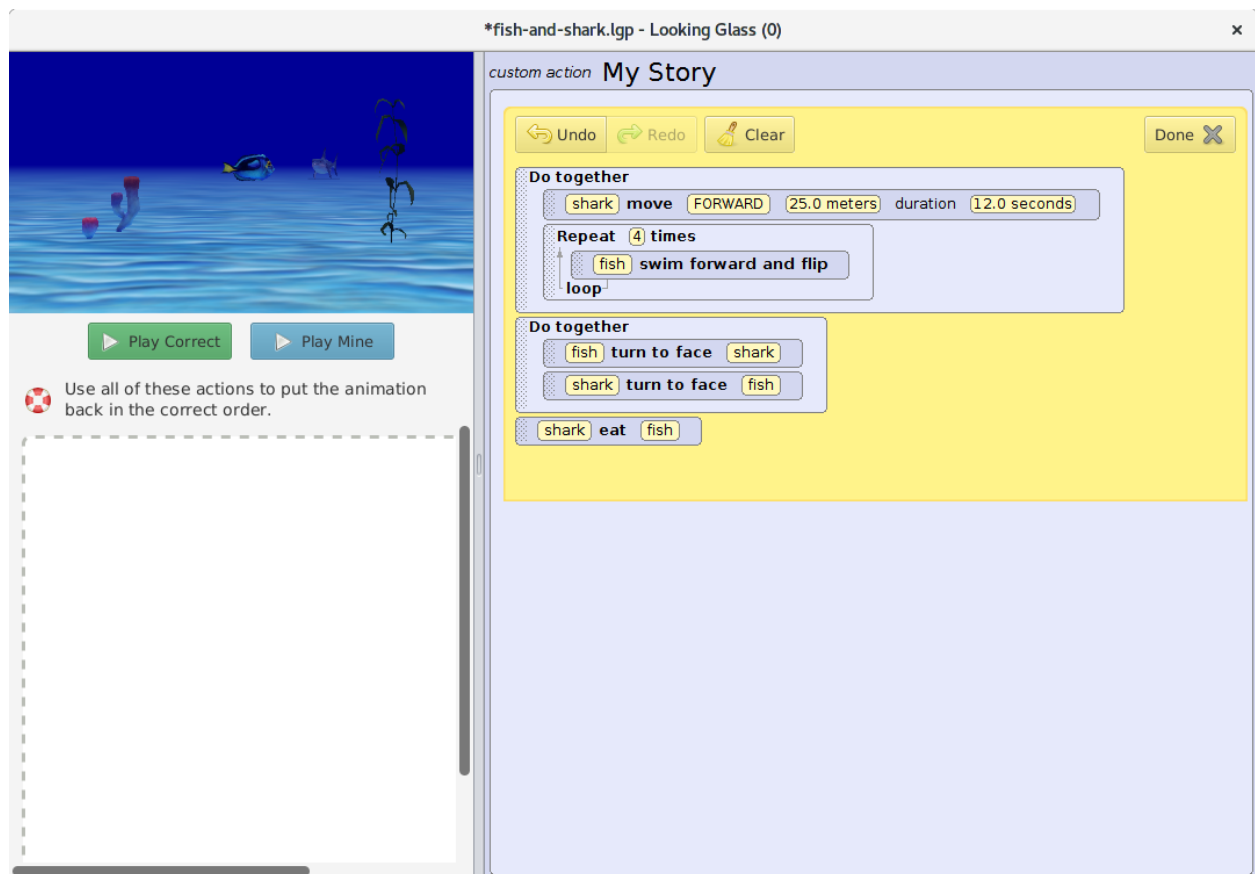 *fish-and-shark.lgp - Looking Glass (0) ×
custom action My Story
Undo Redo Clear Done
Do together
shark move FORWARD 25.0 meters duration 12.0 seconds
Repeat 4 times
fish swim forward and flip
loop
Do together
fish turn to face shark
shark turn to face fish
shark eat fish
Play Correct Play Mine
Use all of these actions to put the animation
back in the correct order.